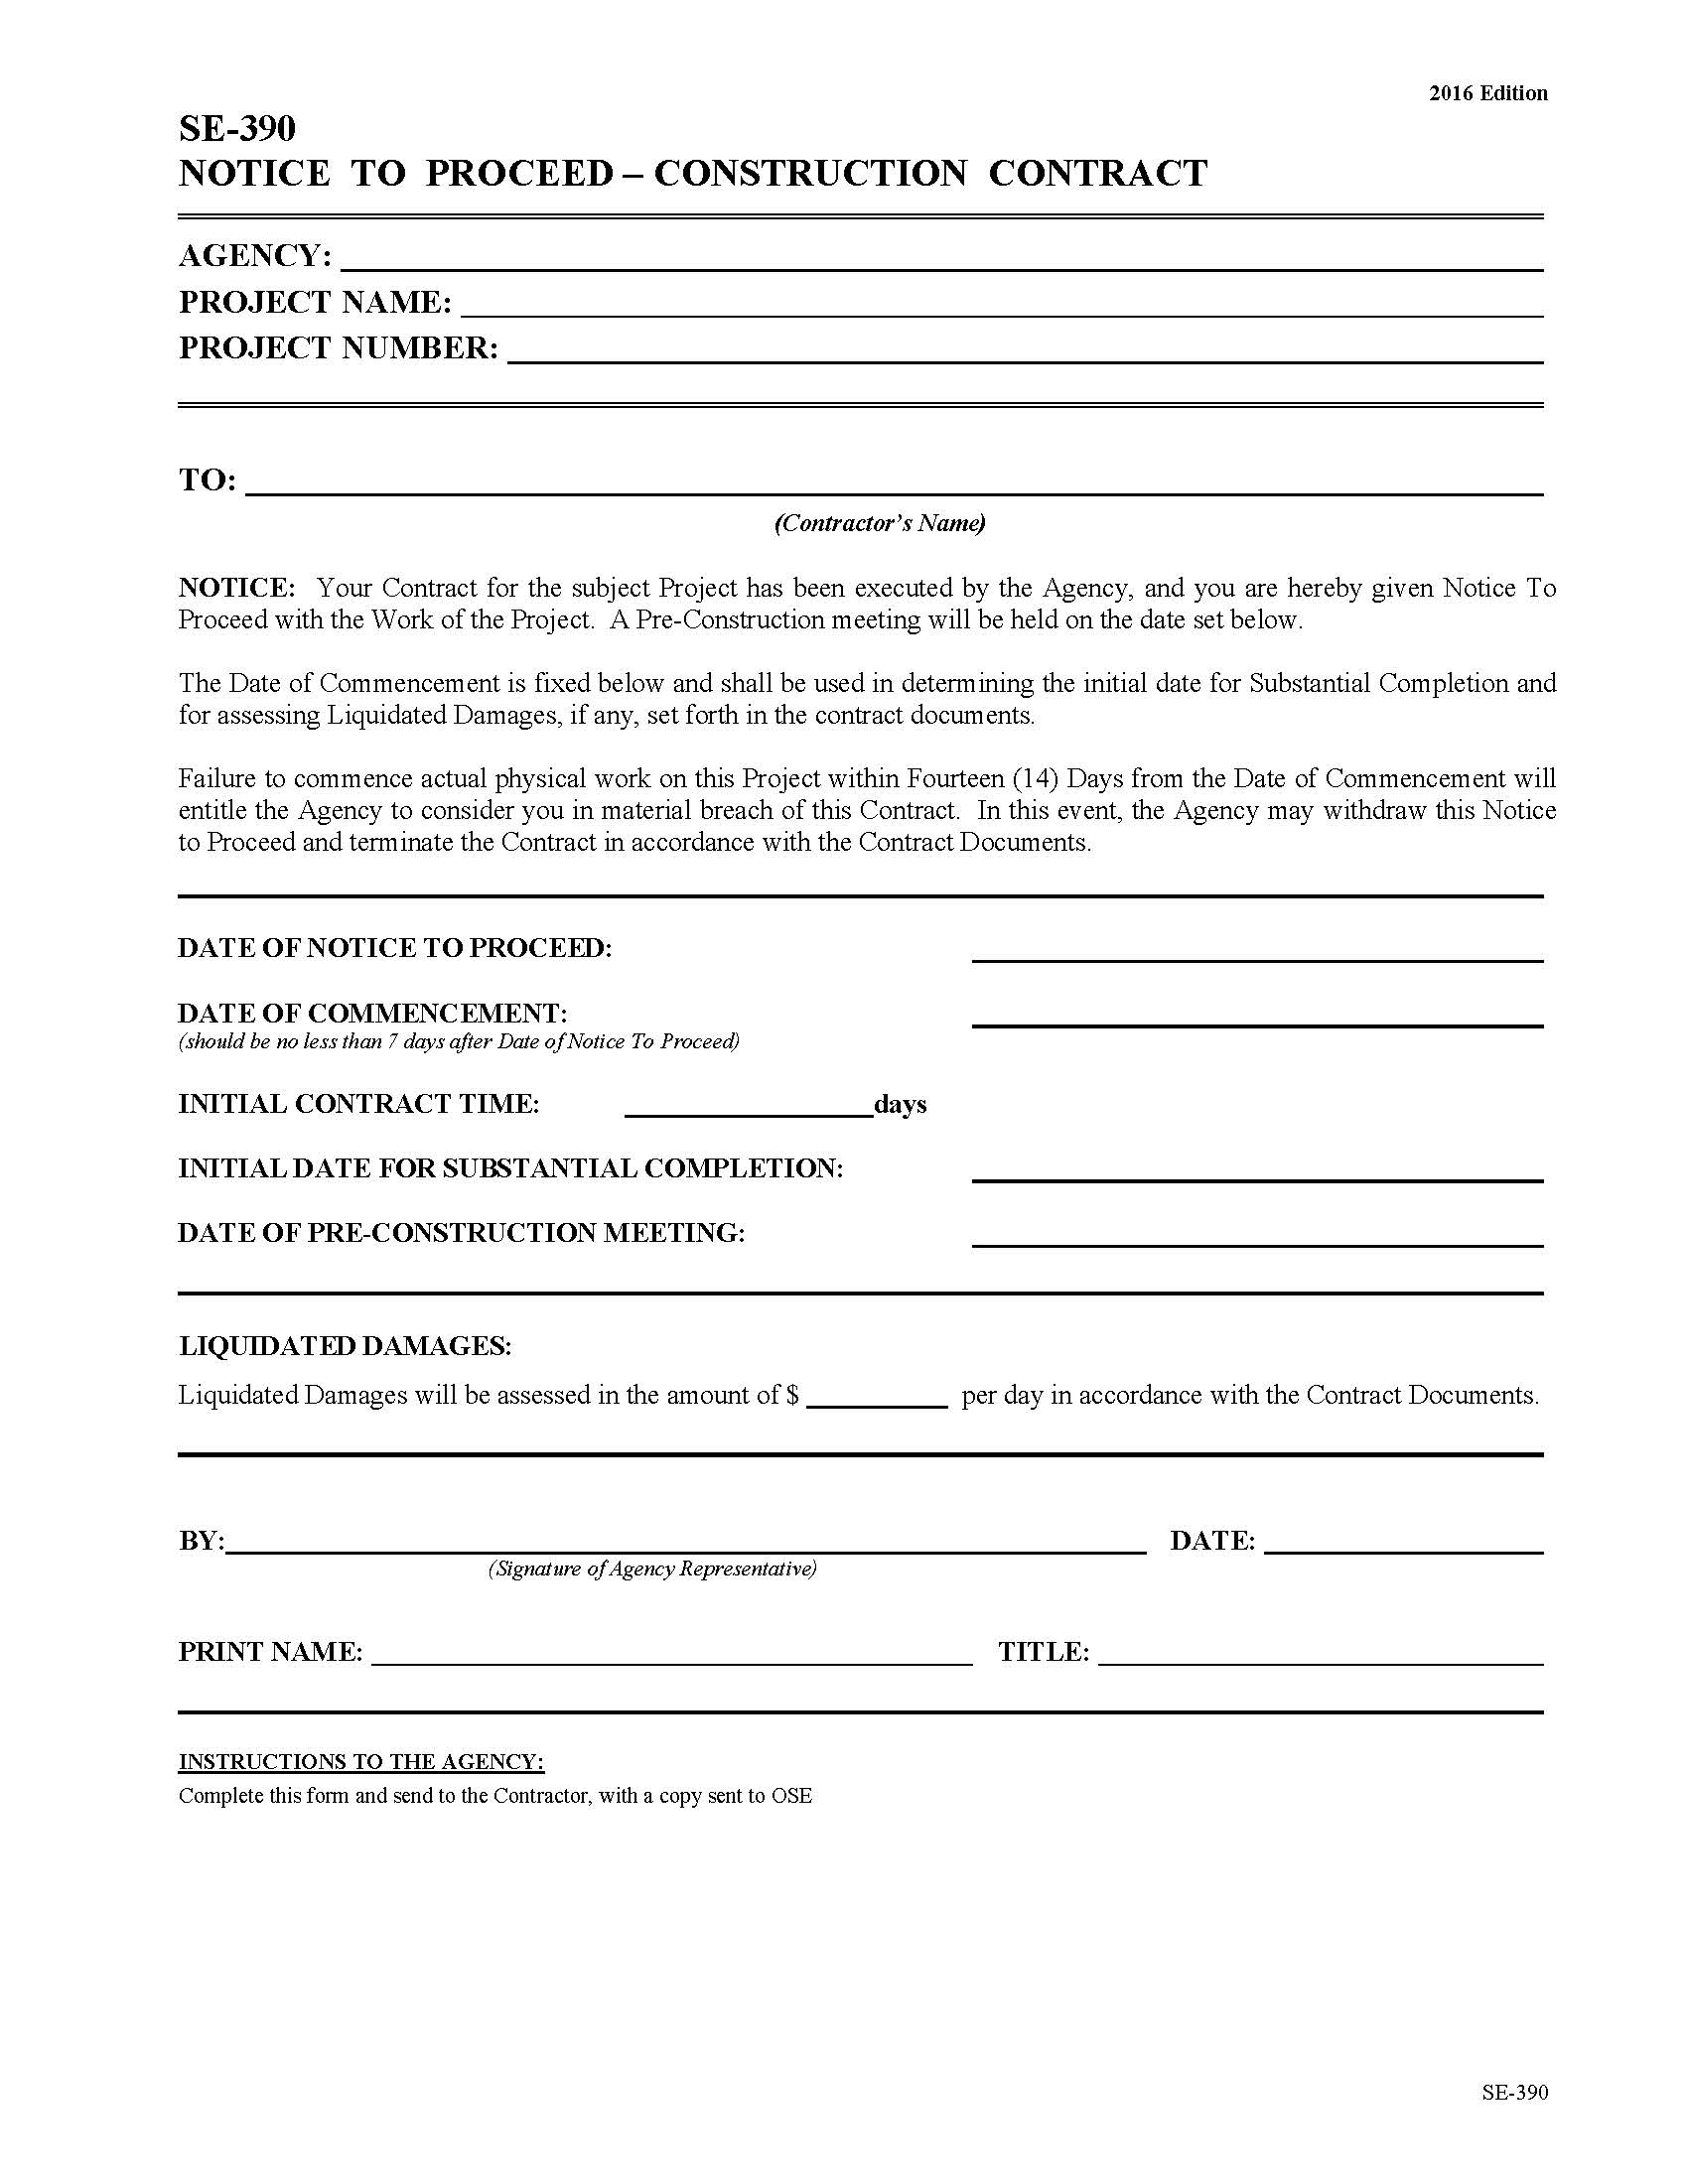 2016 Edition
SE-390
NOTICE TO PROCEED – CONSTRUCTION CONTRACT
AGENCY:
PROJECT NAME:
PROJECT NUMBER:
TO:
(Contractor’s Name)
NOTICE: Your Contract for the subject Project has been executed by the Agency, and you are hereby given Notice To
Proceed with the Work of the Project. A Pre-Construction meeting will be held on the date set below.
The Date of Commencement is fixed below and shall be used in determining the initial date for Substantial Completion and
for assessing Liquidated Damages, if any, set forth in the contract documents.
Failure to commence actual physical work on this Project within Fourteen (14) Days from the Date of Commencement will
entitle the Agency to consider you in material breach of this Contract. In this event, the Agency may withdraw this Notice
to Proceed and terminate the Contract in accordance with the Contract Documents.
DATE OF NOTICE TO PROCEED:
DATE OF COMMENCEMENT:
(should be no less than 7 days after Date of Notice To Proceed)
INITIAL CONTRACT TIME: days
INITIAL DATE FOR SUBSTANTIAL COMPLETION:
DATE OF PRE-CONSTRUCTION MEETING:
LIQUIDATED DAMAGES:
Liquidated Damages will be assessed in the amount of $ per day in accordance with the Contract Documents.
BY: DATE:
(Signature of Agency Representative)
PRINT NAME: TITLE:
INSTRUCTIONS TO THE AGENCY:
Complete this form and send to the Contractor, with a copy sent to OSE
SE-390